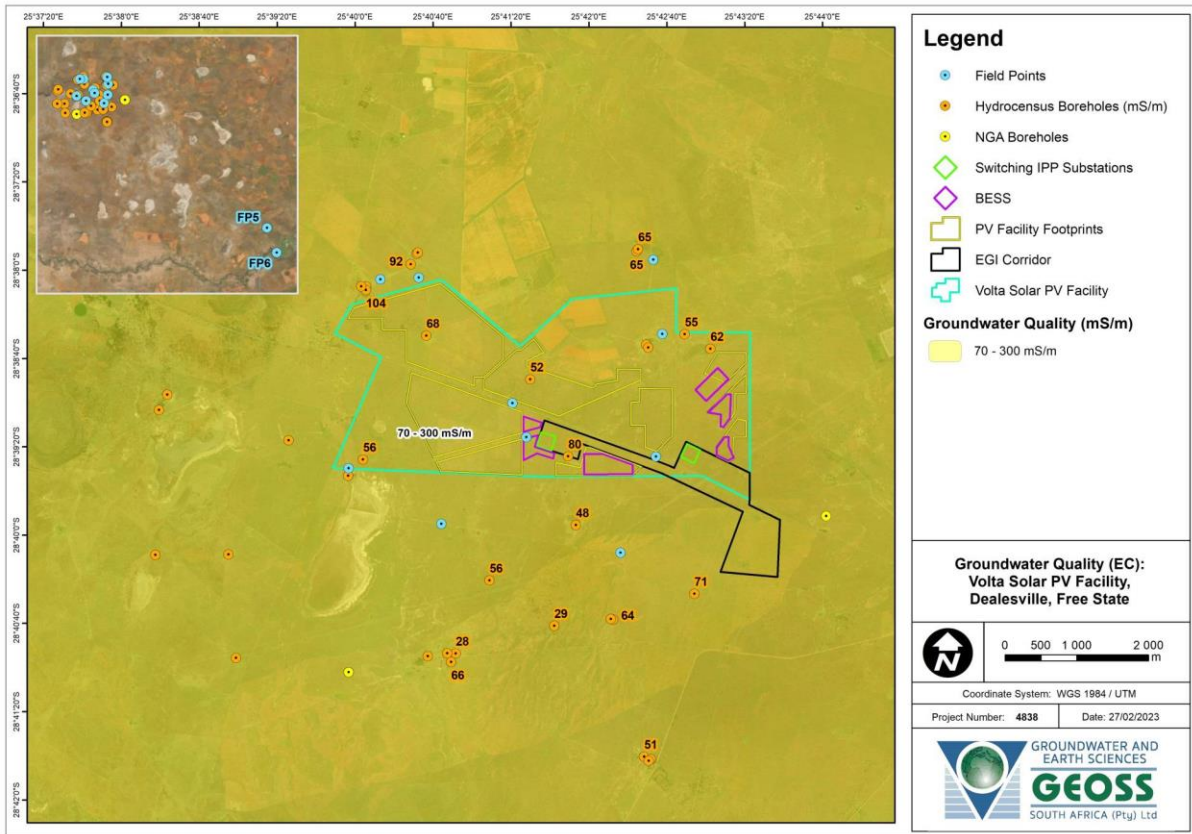 25°37'20"E
25°38'0"E
25°38'40"E
25°39'20"E
25°40'0"E
25°40'40"E
25°41'20"E
25°42'0"E
25°42'40"E
25°43'20"E
25°44'0"E
28°36'40"S
28°37'20"S
28°38'0"S
28°38'40"S
28°39'20"S
28°40'0"S
28°40'40"S
28°41'20"S
28°42'0"S
FP5
FP6
65
92
65
104
68
55
62
52
70 - 300 mS/m
80
56
48
56
71
29
64
28
66
51
Legend
Field Points
Hydrocensus Boreholes (mS/m)
NGA Boreholes
Switching IPP Substations
BESS
PV Facility Footprints
EGI Corridor
Volta Solar PV Facility
Groundwater Quality (mS/m)
70 - 300 mS/m
Groundwater Quality (EC):
Volta Solar PV Facility,
Dealesville, Free State
N
0 500 1 000 2 000
m
Coordinate System: WGS 1984 / UTM
Project Number: 4838 Date: 27/02/2023
GROUNDWATER AND
EARTH SCIENCES
GEOSS
SOUTH AFRICA (Pty) Ltd